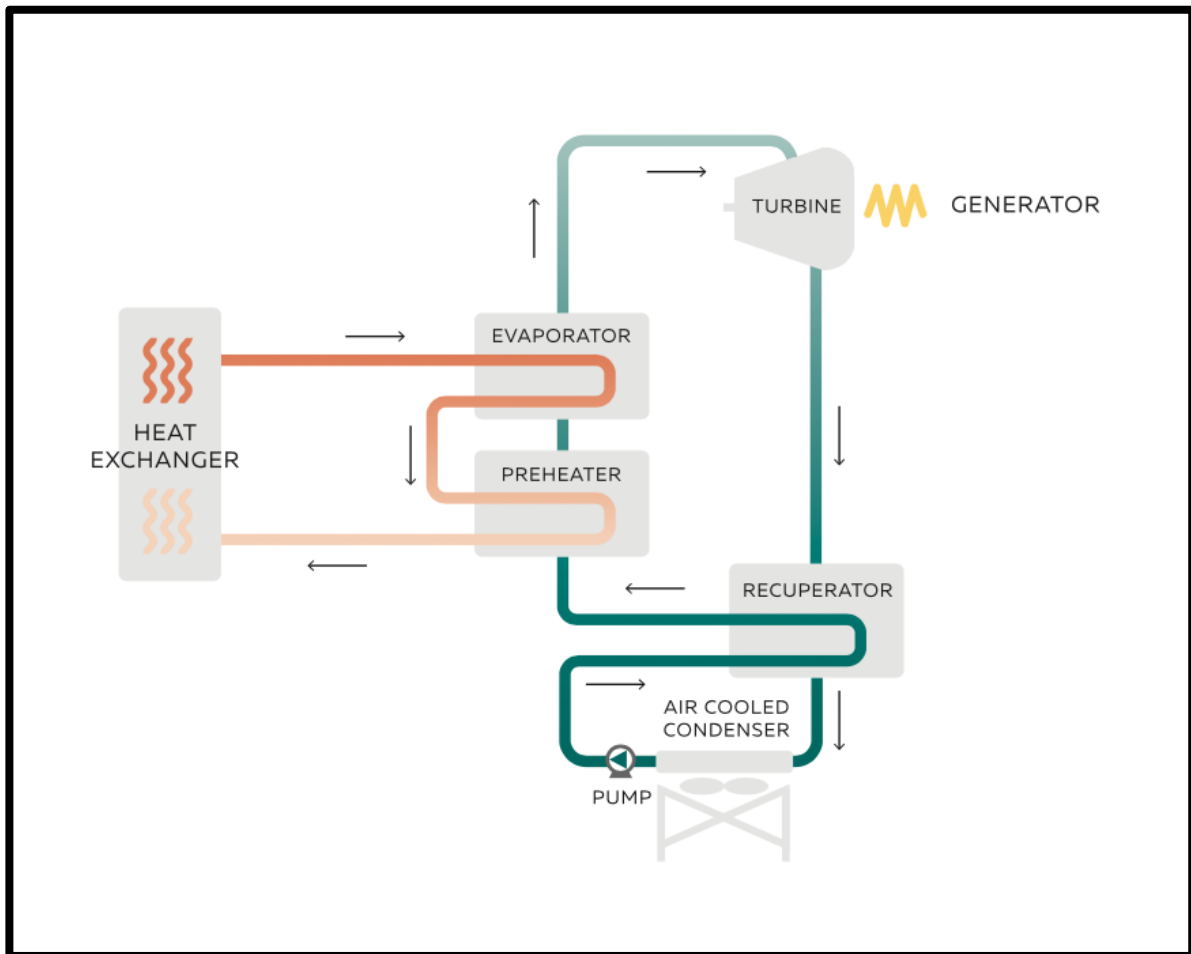 TURBINE
GENERATOR
EVAPORATOR
HEAT
EXCHANGER
PREHEATER
RECUPERATOR
AIR COOLED
CONDENSER
PUMP